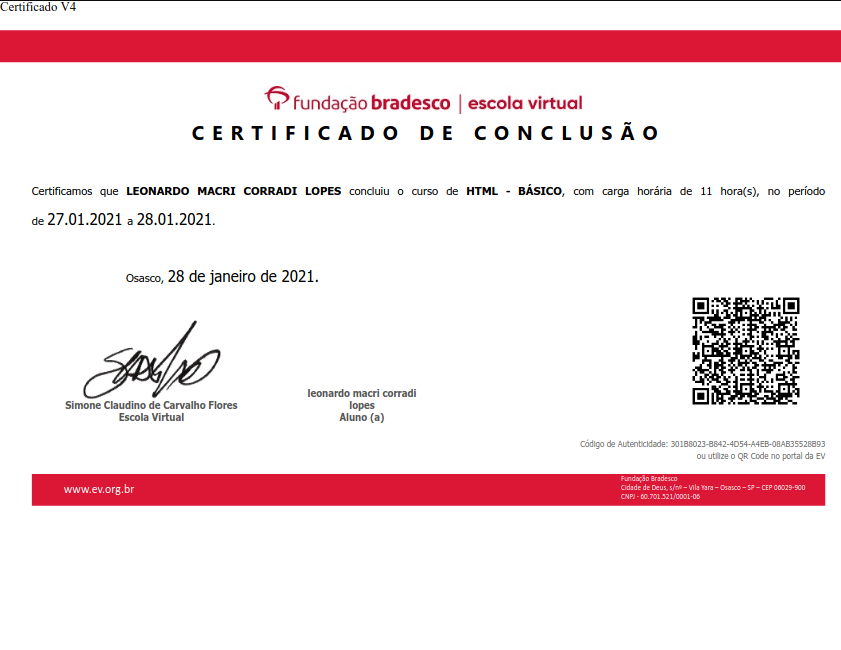 Certificado V4
fundação bradesco | escola virtual
CERTIFICADO DE CONCLUSÃO
Certificamos que LEONARDO MACRI CORRADI LOPES concluiu o curso de HTML - BÁSICO, com carga horária de 11 hora(s), no período
de 27.01.2021 a 28.01.2021.
Osasco, 28 de janeiro de 2021.
Simone Claudino de Carvalho Flores
Escola Virtual
leonardo macri corradi
lopes
Aluno (a)
Código de Autenticidade: 301B8023-B842-4D54-A4EB-08AB35528B93
ou utilize o QR Code no portal da EV
www.ev.org.br
Fundação Bradesco
Cidade de Deus, s/nº – Vila Yara – Osasco – SP – CEP 06029-900
CNPJ - 60.701.521/0001-06